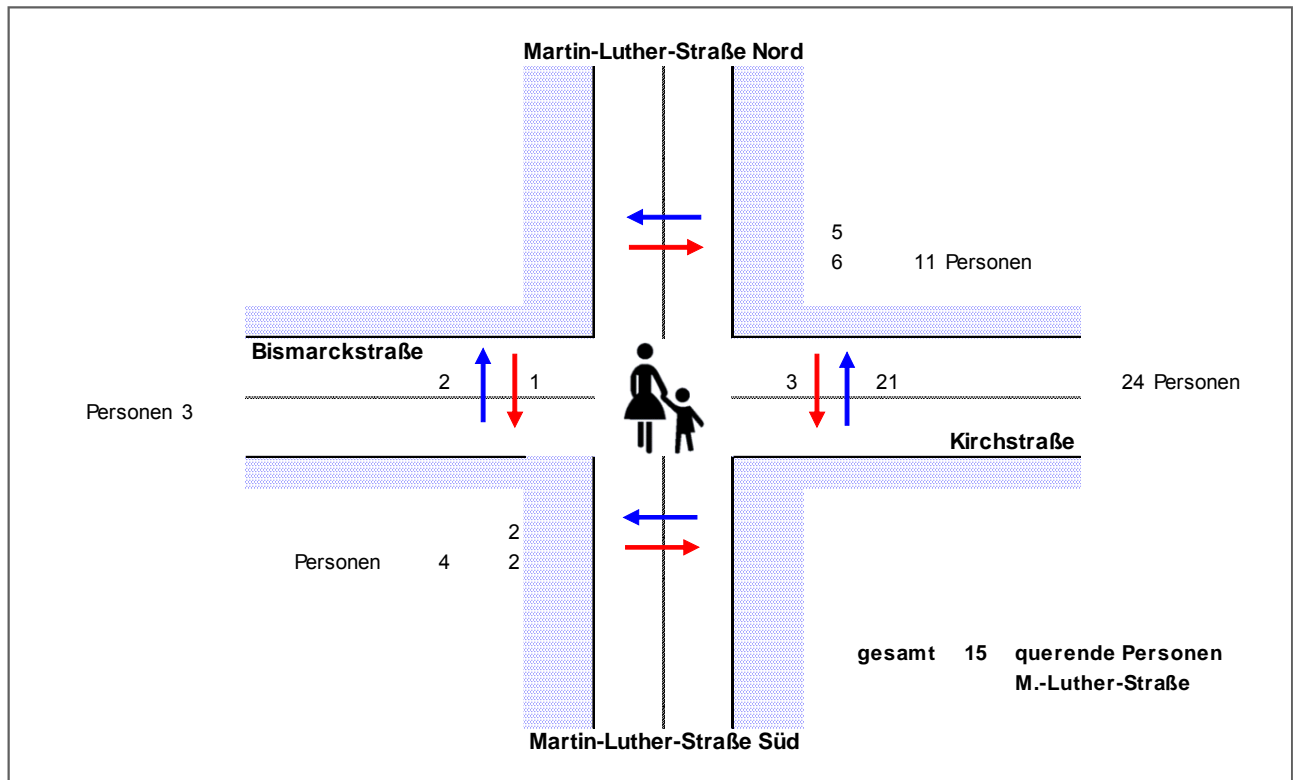 Martin-Luther-Straße Nord
5
6 11 Personen
Bismarckstraße
2 1 3 21 24 Personen
Personen 3
Kirchstraße
2
Personen 4 2
gesamt 15 querende Personen
M.-Luther-Straße
Martin-Luther-Straße Süd